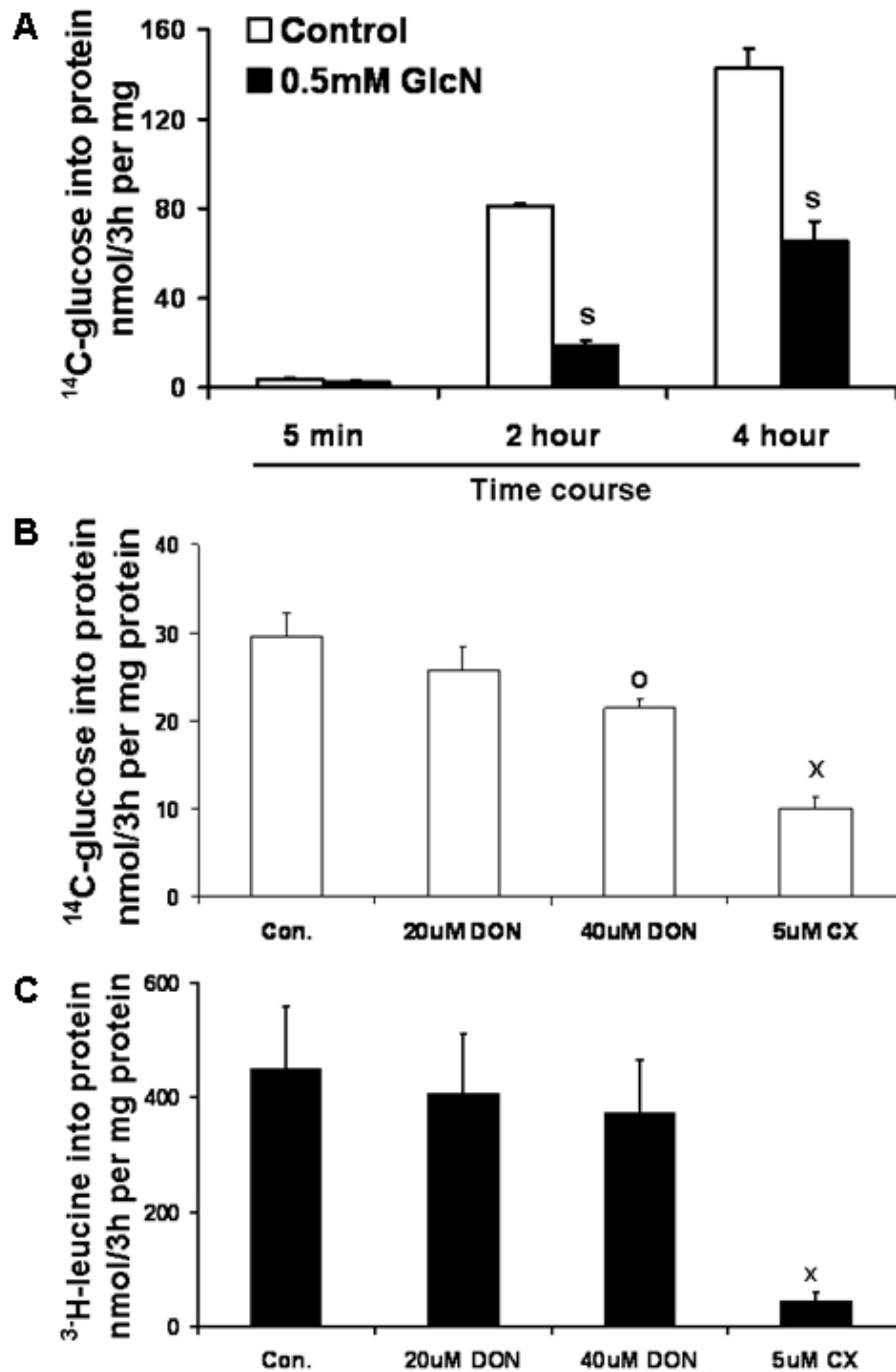 A
¹⁴C-glucose into protein
nmol/3h per mg
160
120
80
40
0
Control
0.5mM GlcN
S
S
5 min 2 hour 4 hour
Time course
B
¹⁴C-glucose into protein
nmol/3h per mg protein
40
30
20
10
0
O
X
Con. 20uM DON 40uM DON 5uM CX
C
³⁻H-leucine into protein
nmol/3h per mg protein
600
400
200
0
X
Con. 20uM DON 40uM DON 5uM CX